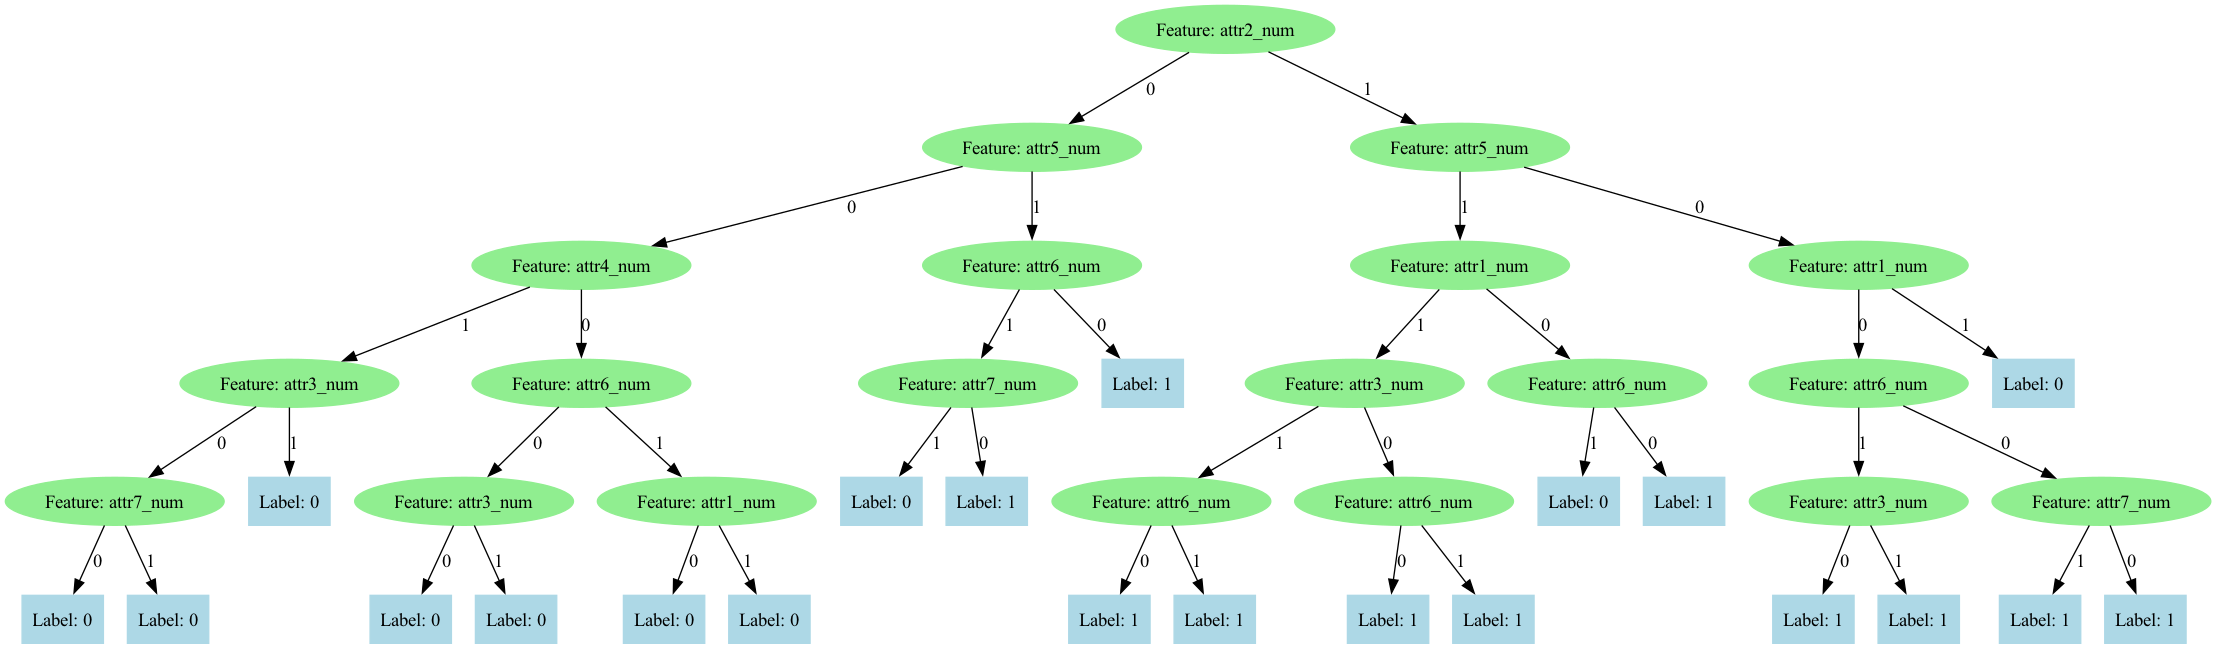 Feature: attr2_num
0
1
Feature: attr5_num
Feature: attr5_num
0
1
1
0
Feature: attr4_num
Feature: attr6_num
Feature: attr1_num
Feature: attr1_num
1
0
1
0
1
0
0
1
Feature: attr3_num
Feature: attr6_num
Feature: attr7_num
Label: 1
Feature: attr3_num
Feature: attr6_num
Feature: attr6_num
Label: 0
0
1
0
1
1
0
1
0
1
0
1
0
Feature: attr7_num
Label: 0
Feature: attr3_num
Feature: attr1_num
Label: 0
Label: 1
Feature: attr6_num
Feature: attr6_num
Label: 0
Label: 1
Feature: attr3_num
Feature: attr7_num
0
1
0
1
0
1
0
1
0
1
0
1
1
0
Label: 0
Label: 0
Label: 0
Label: 0
Label: 0
Label: 0
Label: 1
Label: 1
Label: 1
Label: 1
Label: 1
Label: 1
Label: 1
Label: 1